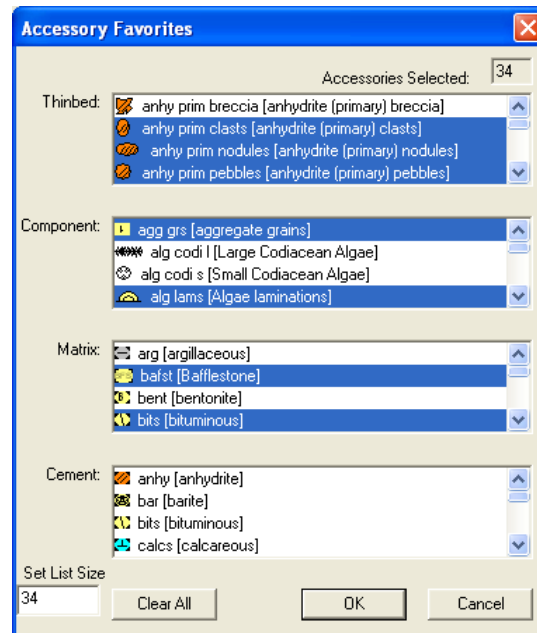 Accessory Favorites
Accessories Selected: 34
Thinbed:
anhy prim breccia [anhydrite (primary) breccia]
anhy prim clasts [anhydrite (primary) clasts]
anhy prim nodules [anhydrite (primary) nodules]
anhy prim pebbles [anhydrite (primary) pebbles]
Component:
agg grs [aggregate grains]
alg codi l [Large Codiacean Algae]
alg codi s [Small Codiacean Algae]
alg lams [Algae laminations]
Matrix:
arg [argillaceous]
bafst [Bafflestone]
bent [bentonite]
bits [bituminous]
Cement:
anhy [anhydrite]
bar [barite]
bits [bituminous]
calcs [calcareous]
Set List Size
34
Clear All
OK
Cancel